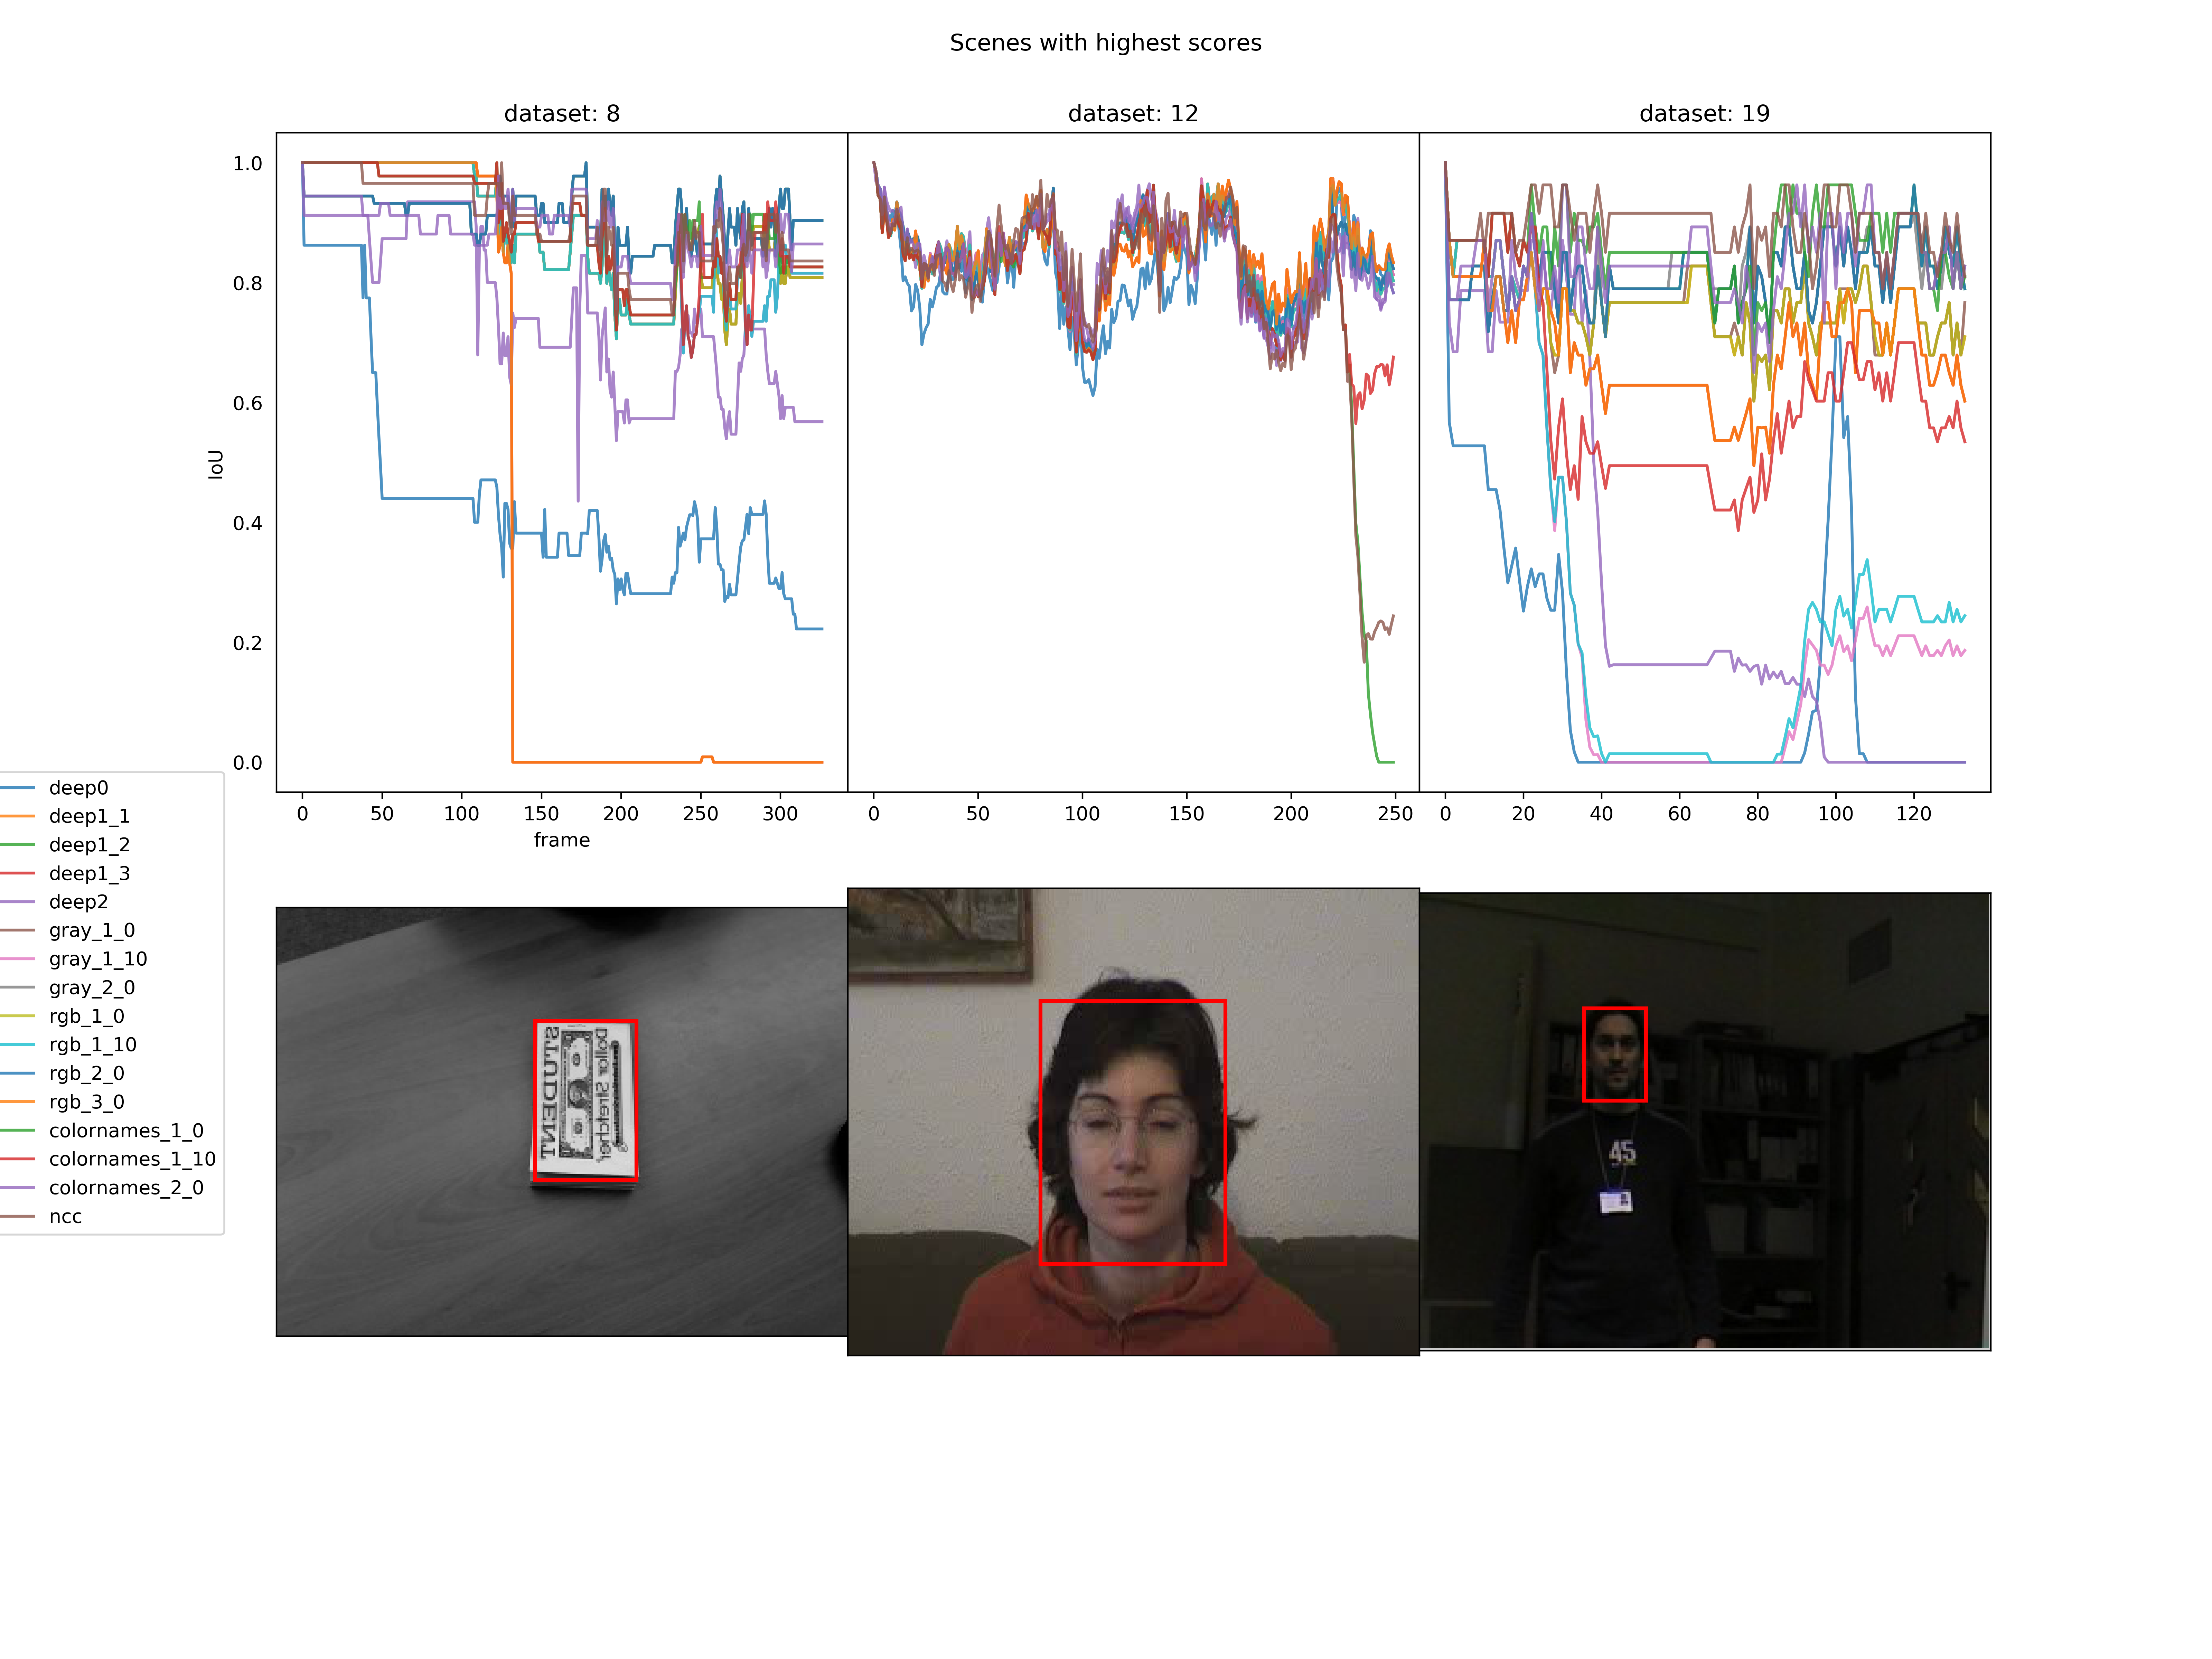 Scenes with highest scores
dataset: 8
dataset: 12
dataset: 19
IoU
1.0
0.8
0.6
0.4
0.2
0.0
0 50 100 150 200 250 300
frame
0 50 100 150 200 250
0 20 40 60 80 100 120
deep0
deep1_1
deep1_2
deep1_3
deep2
gray_1_0
gray_1_10
gray_2_0
rgb_1_0
rgb_1_10
rgb_2_0
rgb_3_0
colornames_1_0
colornames_1_10
colornames_2_0
ncc
STUDENT
Dollar Stretcher
45